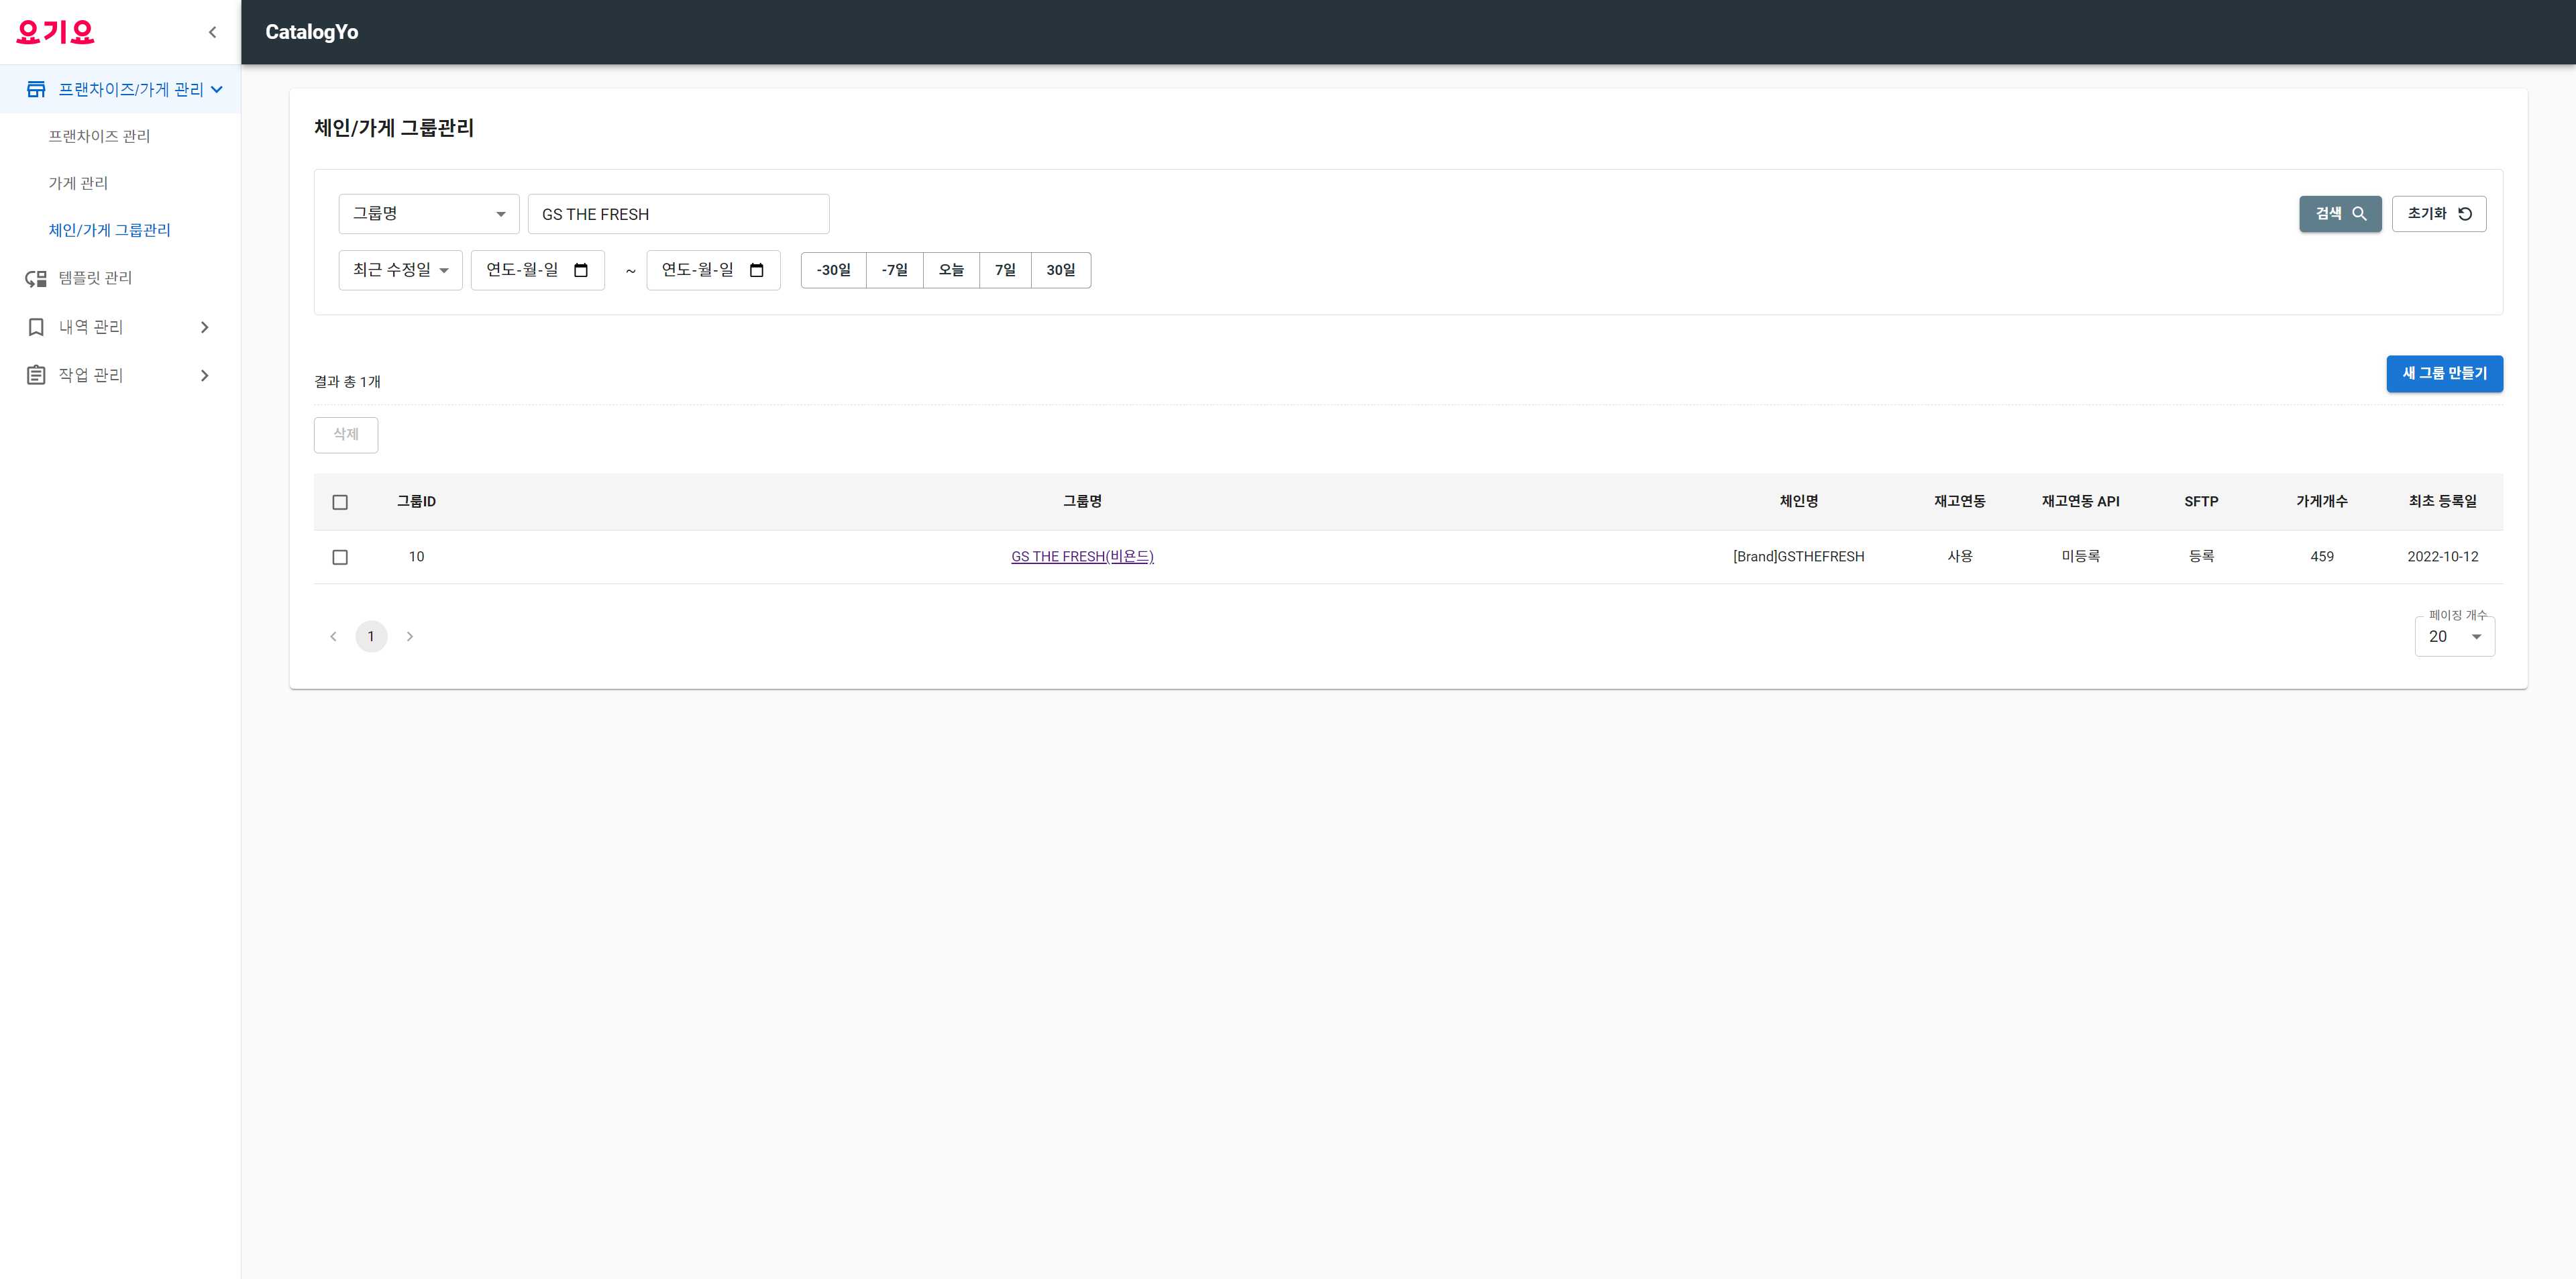 요기요
CatalogYo
프랜차이즈/가게 관리
프랜차이즈 관리
가게 관리
체인/가게 그룹관리
템플릿 관리
내역 관리
작업 관리
체인/가게 그룹관리
그룹명 GS THE FRESH 검색 초기화
최근 수정일 연도-월-일 ~ 연도-월-일 -30일 -7일 오늘 7일 30일
결과 총 1개 새 그룹 만들기
삭제
그룹ID 그룹명 체인명 재고연동 재고연동 API SFTP 가게개수 최초 등록일
10 GS THE FRESH(비욘드) [Brand]GSTHEFRESH 사용 미등록 등록 459 2022-10-12
1
페이징 개수
20